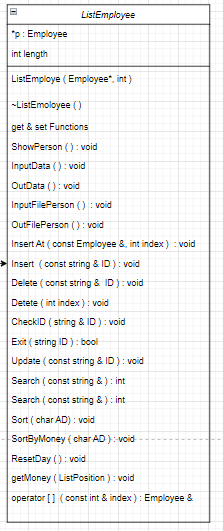 ListEmployee
*p : Employee
int length
ListEmploye ( Employee*, int )
~ListEmoloyee ( )
get & set Functions
ShowPerson ( ) : void
InputData ( ) : void
OutData ( ) : void
InputFilePerson ( ) : void
OutFilePerson ( ) : void
Insert At ( const Employee &, int index ) : void
Insert ( const string & ID ) : void
Delete ( const string & ID ) : void
Detete ( int index ) : void
CheckID ( string & ID ) : void
Exit ( string ID ) : bool
Update ( const string & ID ) : void
Search ( const string & ) : int
Search ( const string & ) : int
Sort ( char AD) : void
SortByMoney ( char AD ) : void
ResetDay ( ) : void
getMoney ( ListPosition ) : void
operator [ ] ( const int & index ) : Employee &